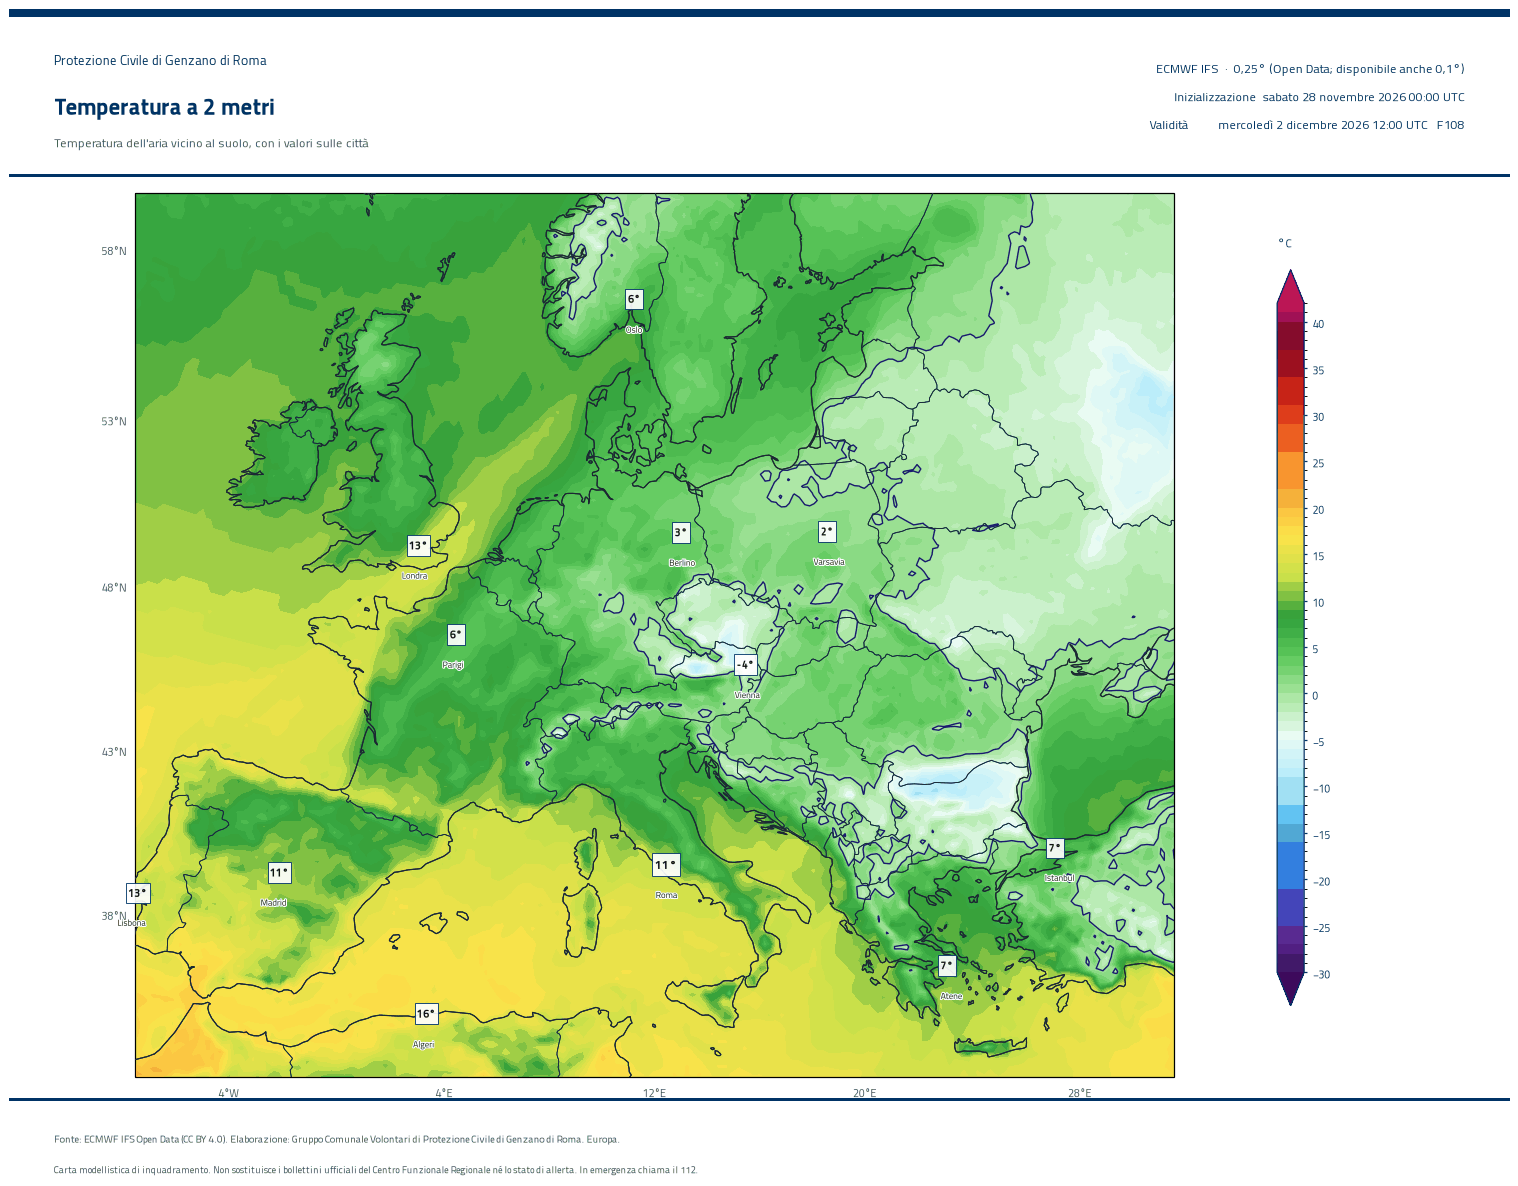 Protezione Civile di Genzano di Roma
Temperatura a 2 metri
Temperatura dell'aria vicino al suolo, con i valori sulle città
ECMWF IFS · 0,25° (Open Data; disponibile anche 0,1°)
Inizializzazione sabato 28 novembre 2026 00:00 UTC
Validità mercoledì 2 dicembre 2026 12:00 UTC F108
58°N
53°N
48°N
43°N
38°N
6°
Oslo
13°
Londra
3°
Berlino
2°
Varsavia
6°
Parigi
-4°
Vienna
11°
Madrid
13°
Lisbona
11°
Roma
7°
Istanbul
7°
Atene
16°
Algeri
4°W
4°E
12°E
20°E
28°E
°C
40
35
30
25
20
15
10
5
0
−5
−10
−15
−20
−25
−30
Fonte: ECMWF IFS Open Data (CC BY 4.0). Elaborazione: Gruppo Comunale Volontari di Protezione Civile di Genzano di Roma. Europa.
Carta modellistica di inquadramento. Non sostituisce i bollettini ufficiali del Centro Funzionale Regionale né lo stato di allerta. In emergenza chiama il 112.